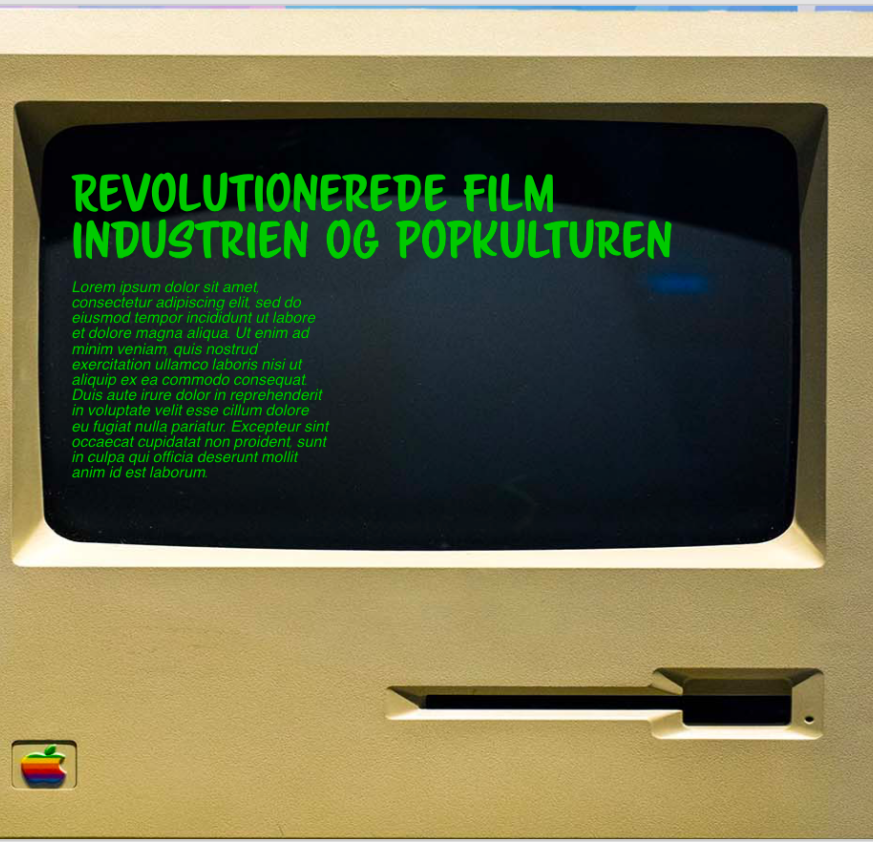 REVOLUTIONEREDE FILM
INDUSTRIEN OG POPKULTUREN
Lorem ipsum dolor sit amet,
consectetur adipiscing elit, sed do
eiusmod tempor incididunt ut labore
et dolore magna aliqua. Ut enim ad
minim veniam, quis nostrud
exercitation ullamco laboris nisi ut
aliquip ex ea commodo consequat.
Duis aute irure dolor in reprehenderit
in voluptate velit esse cillum dolore
eu fugiat nulla pariatur. Excepteur sint
occaecat cupidatat non proident, sunt
in culpa qui officia deserunt mollit
anim id est laborum.